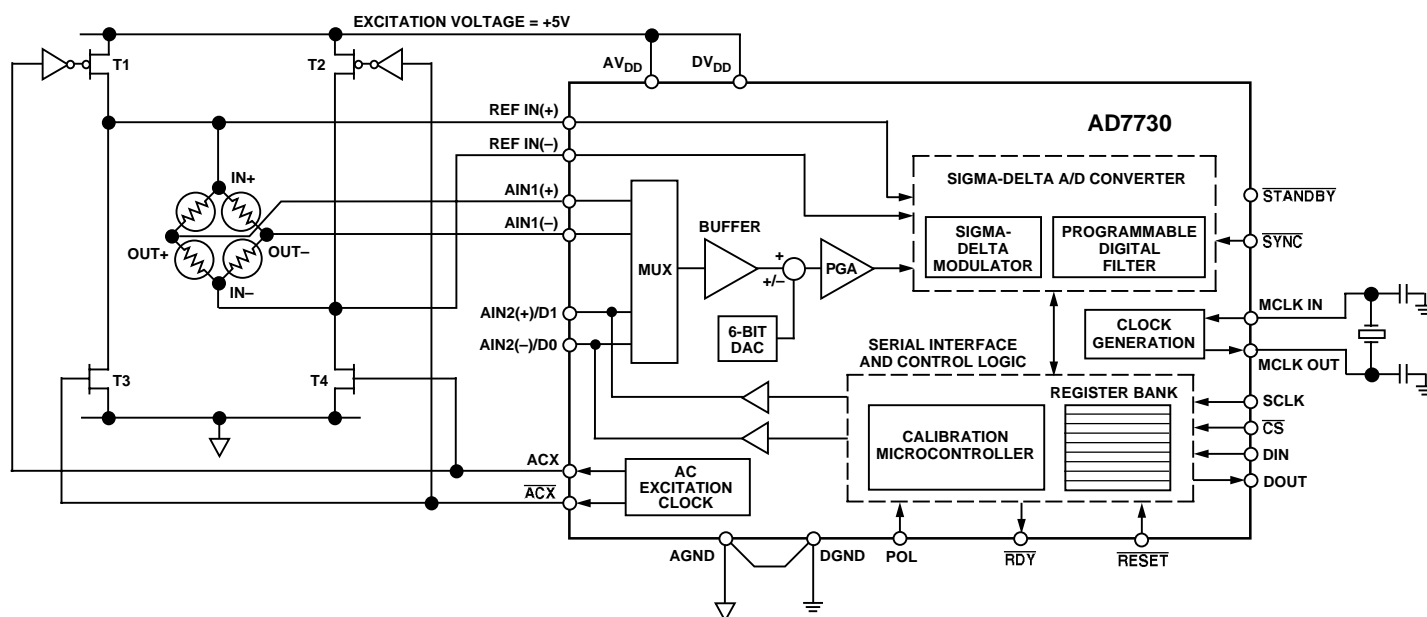 EXCITATION VOLTAGE = +5V
T1
T2
AVDD
DVDD
REF IN(+)
REF IN(–)
AIN1(+)
AIN1(–)
IN+
OUT+
OUT–
IN–
AIN2(+)/D1
AIN2(–)/D0
T3
T4
ACX
ACX
AD7730
MUX
BUFFER
+
+/–
PGA
6-BIT
DAC
SIGMA-DELTA A/D CONVERTER
SIGMA-
DELTA
MODULATOR
PROGRAMMABLE
DIGITAL
FILTER
STANDBY
SYNC
CLOCK
GENERATION
MCLK IN
MCLK OUT
SERIAL INTERFACE
AND CONTROL LOGIC
REGISTER BANK
CALIBRATION
MICROCONTROLLER
SCLK
CS
DIN
DOUT
AC
EXCITATION
CLOCK
AGND
DGND
POL
RDY
RESET